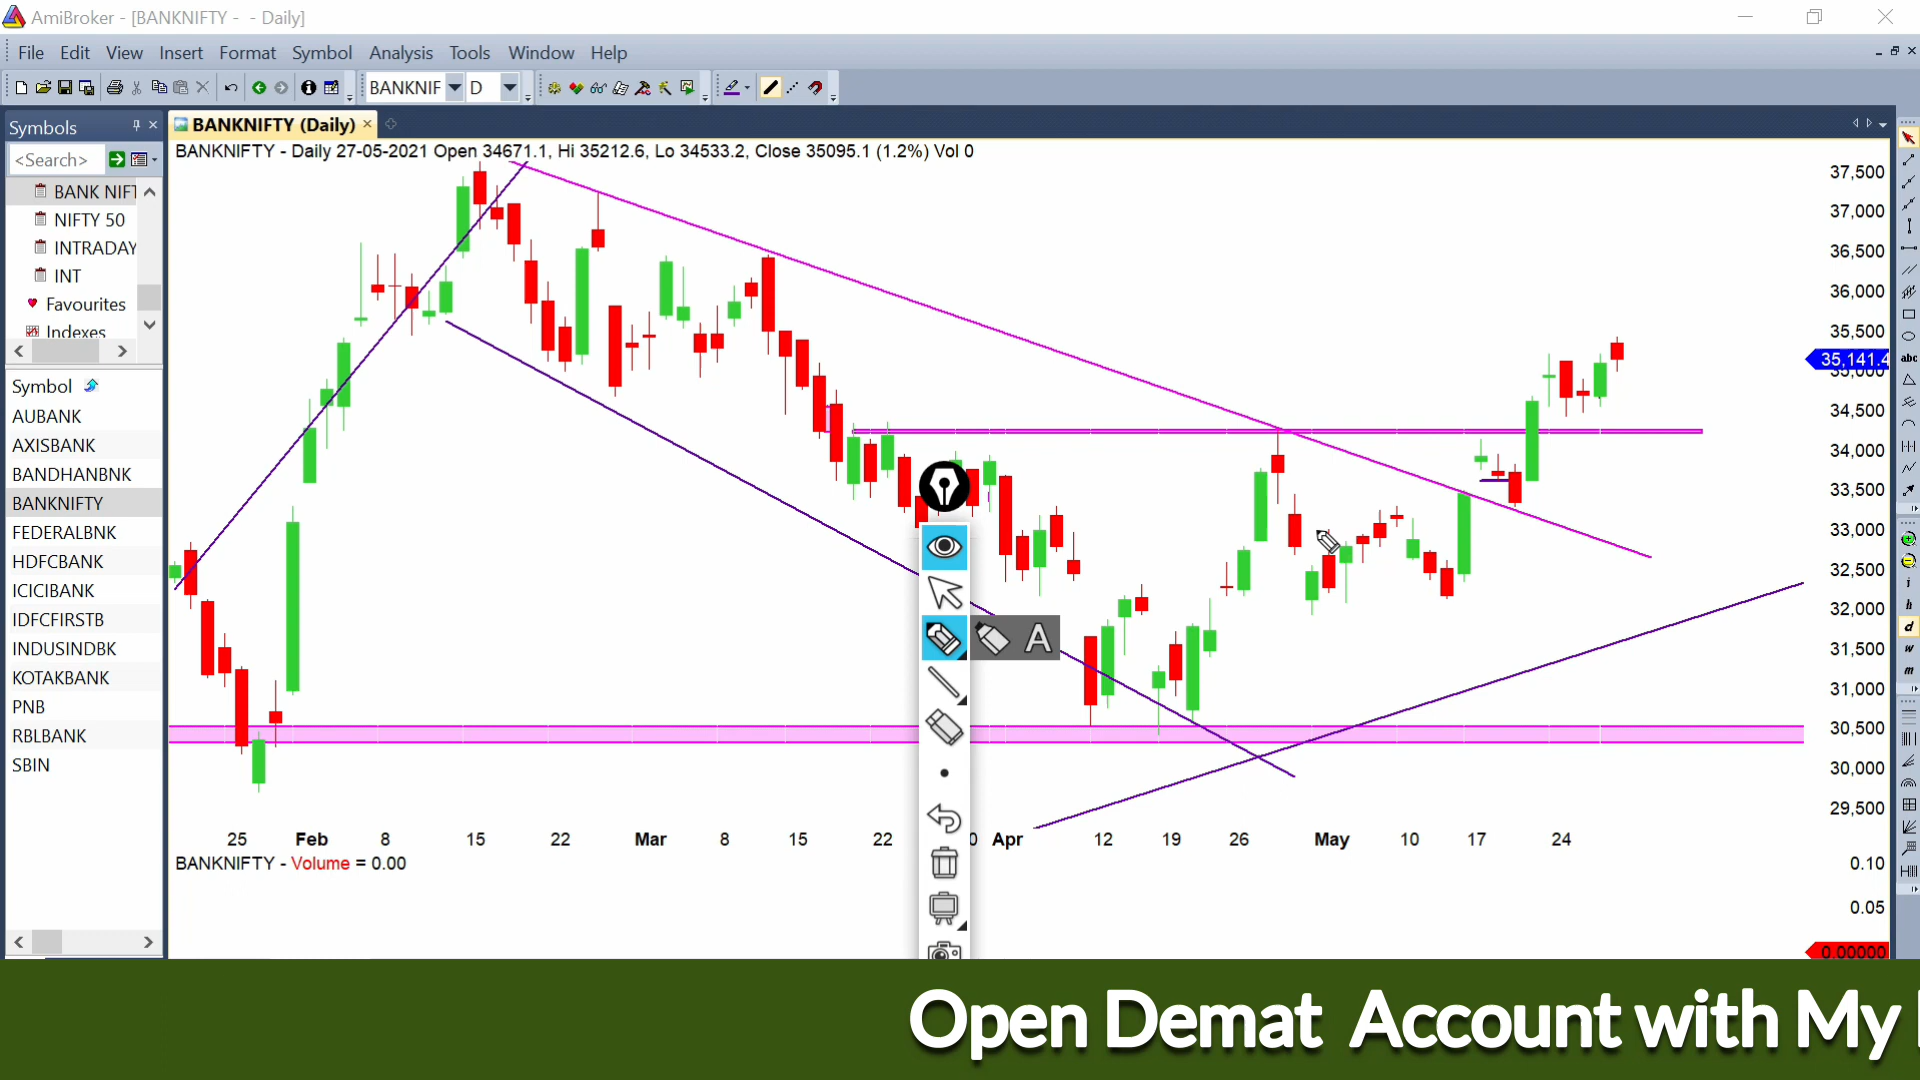 AmiBroker - [BANKNIFTY - - Daily]
File Edit View Insert Format Symbol Analysis Tools Window Help
BANKNIF D
Symbols
BANKNIFTY (Daily)
<Search>
BANKNIFTY - Daily 27-05-2021 Open 34671.1, Hi 35212.6, Lo 34533.2, Close 35095.1 (1.2%) Vol 0
BANK NIFT
NIFTY 50
INTRADAY
INT
Favourites
Indexes
Symbol
AUBANK
AXISBANK
BANDHANBNK
BANKNIFTY
FEDERALBNK
HDFCBANK
ICICIBANK
IDFCFIRSTB
INDUSINDBK
KOTAKBANK
PNB
RBLBANK
SBIN
37,500
37,000
36,500
36,000
35,500
35,141.4
35,000
34,500
34,000
33,500
33,000
32,500
32,000
31,500
31,000
30,500
30,000
29,500
A
abc
i
h
d
w
m
25 Feb 8 15 22 Mar 8 15 22 0 Apr 12 19 26 May 10 17 24
BANKNIFTY - Volume = 0.00
0.10
0.05
0.00000
Open Demat Account with My